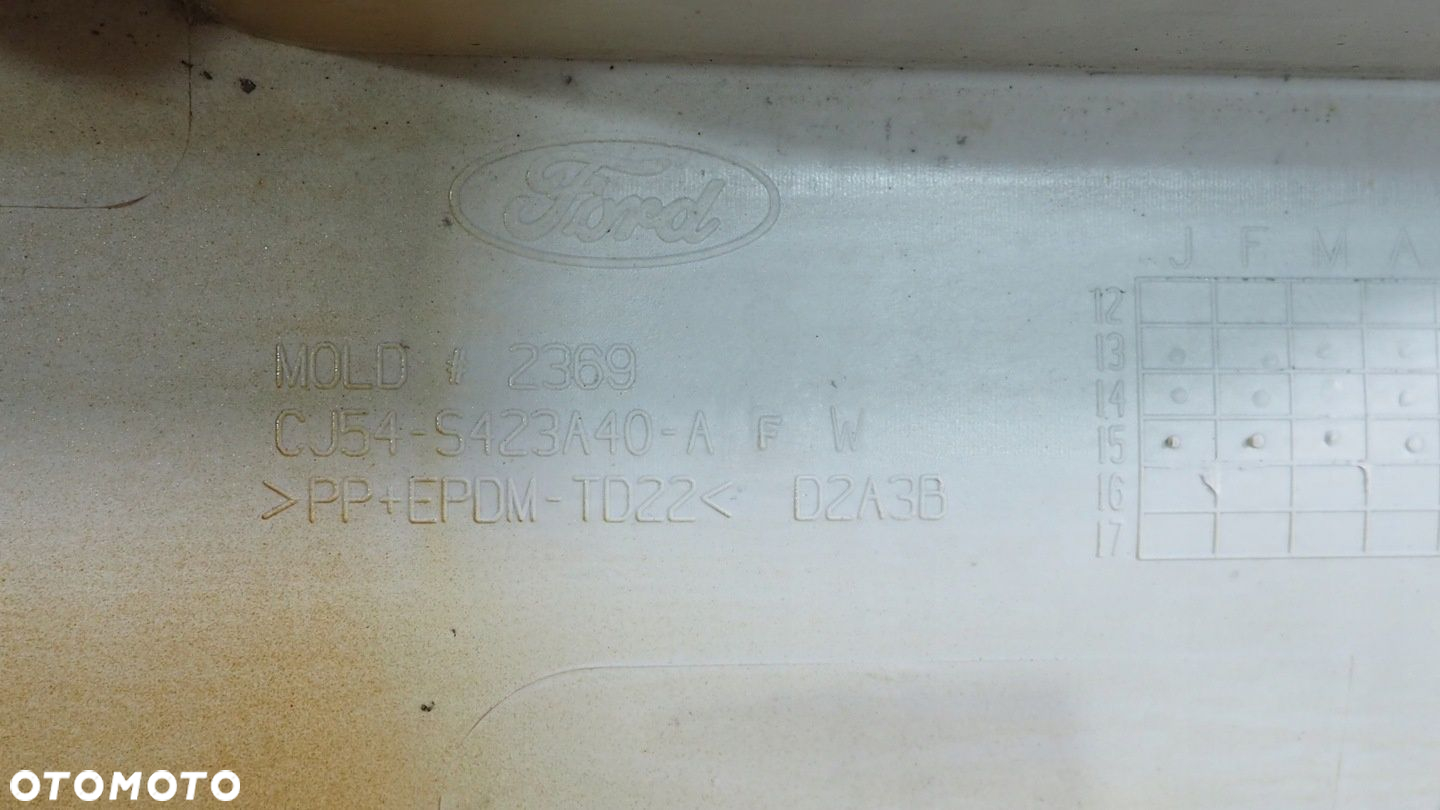 Ford
MOLD # 2369
CJ54-S423A40-A F W
>PP+EPDM-TD22< D2A3B
J F M A
12
13
14
15
16
17
OTOMOTO